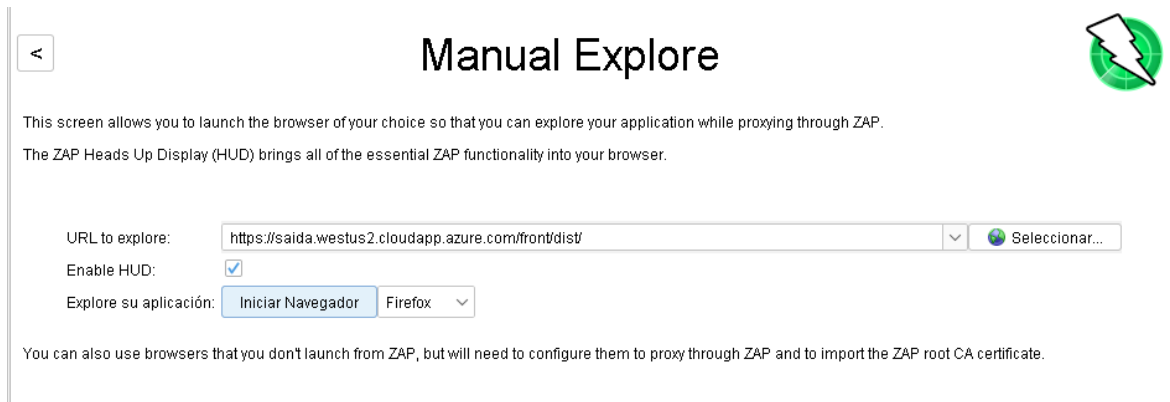 <
Manual Explore
This screen allows you to launch the browser of your choice so that you can explore your application while proxying through ZAP.
The ZAP Heads Up Display (HUD) brings all of the essential ZAP functionality into your browser.
URL to explore: https://saida.westus2.cloudapp.azure.com/front/dist/ Seleccionar...
Enable HUD:
Explore su aplicación: Iniciar Navegador Firefox
You can also use browsers that you don't launch from ZAP, but will need to configure them to proxy through ZAP and to import the ZAP root CA certificate.